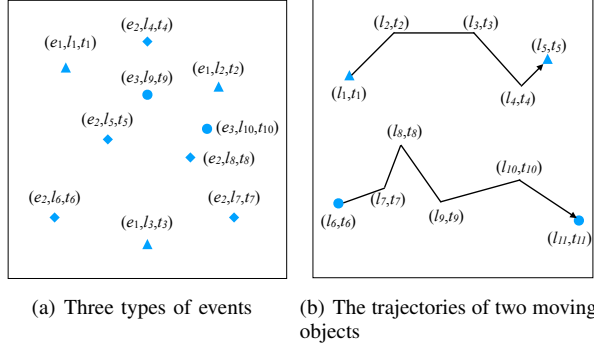 (e2,l4,t4)
(e1,l1,t1)
(e3,l9,t9)
(e1,l2,t2)
(e2,l5,t5)
(e3,l10,t10)
(e2,l8,t8)
(e2,l6,t6)
(e2,l7,t7)
(e1,l3,t3)
(a) Three types of events
(l2,t2)
(l3,t3)
(l5,t5)
(l1,t1)
(l4,t4)
(l8,t8)
(l10,t10)
(l7,t7)
(l6,t6)
(l9,t9)
(l11,t11)
(b) The trajectories of two moving
objects